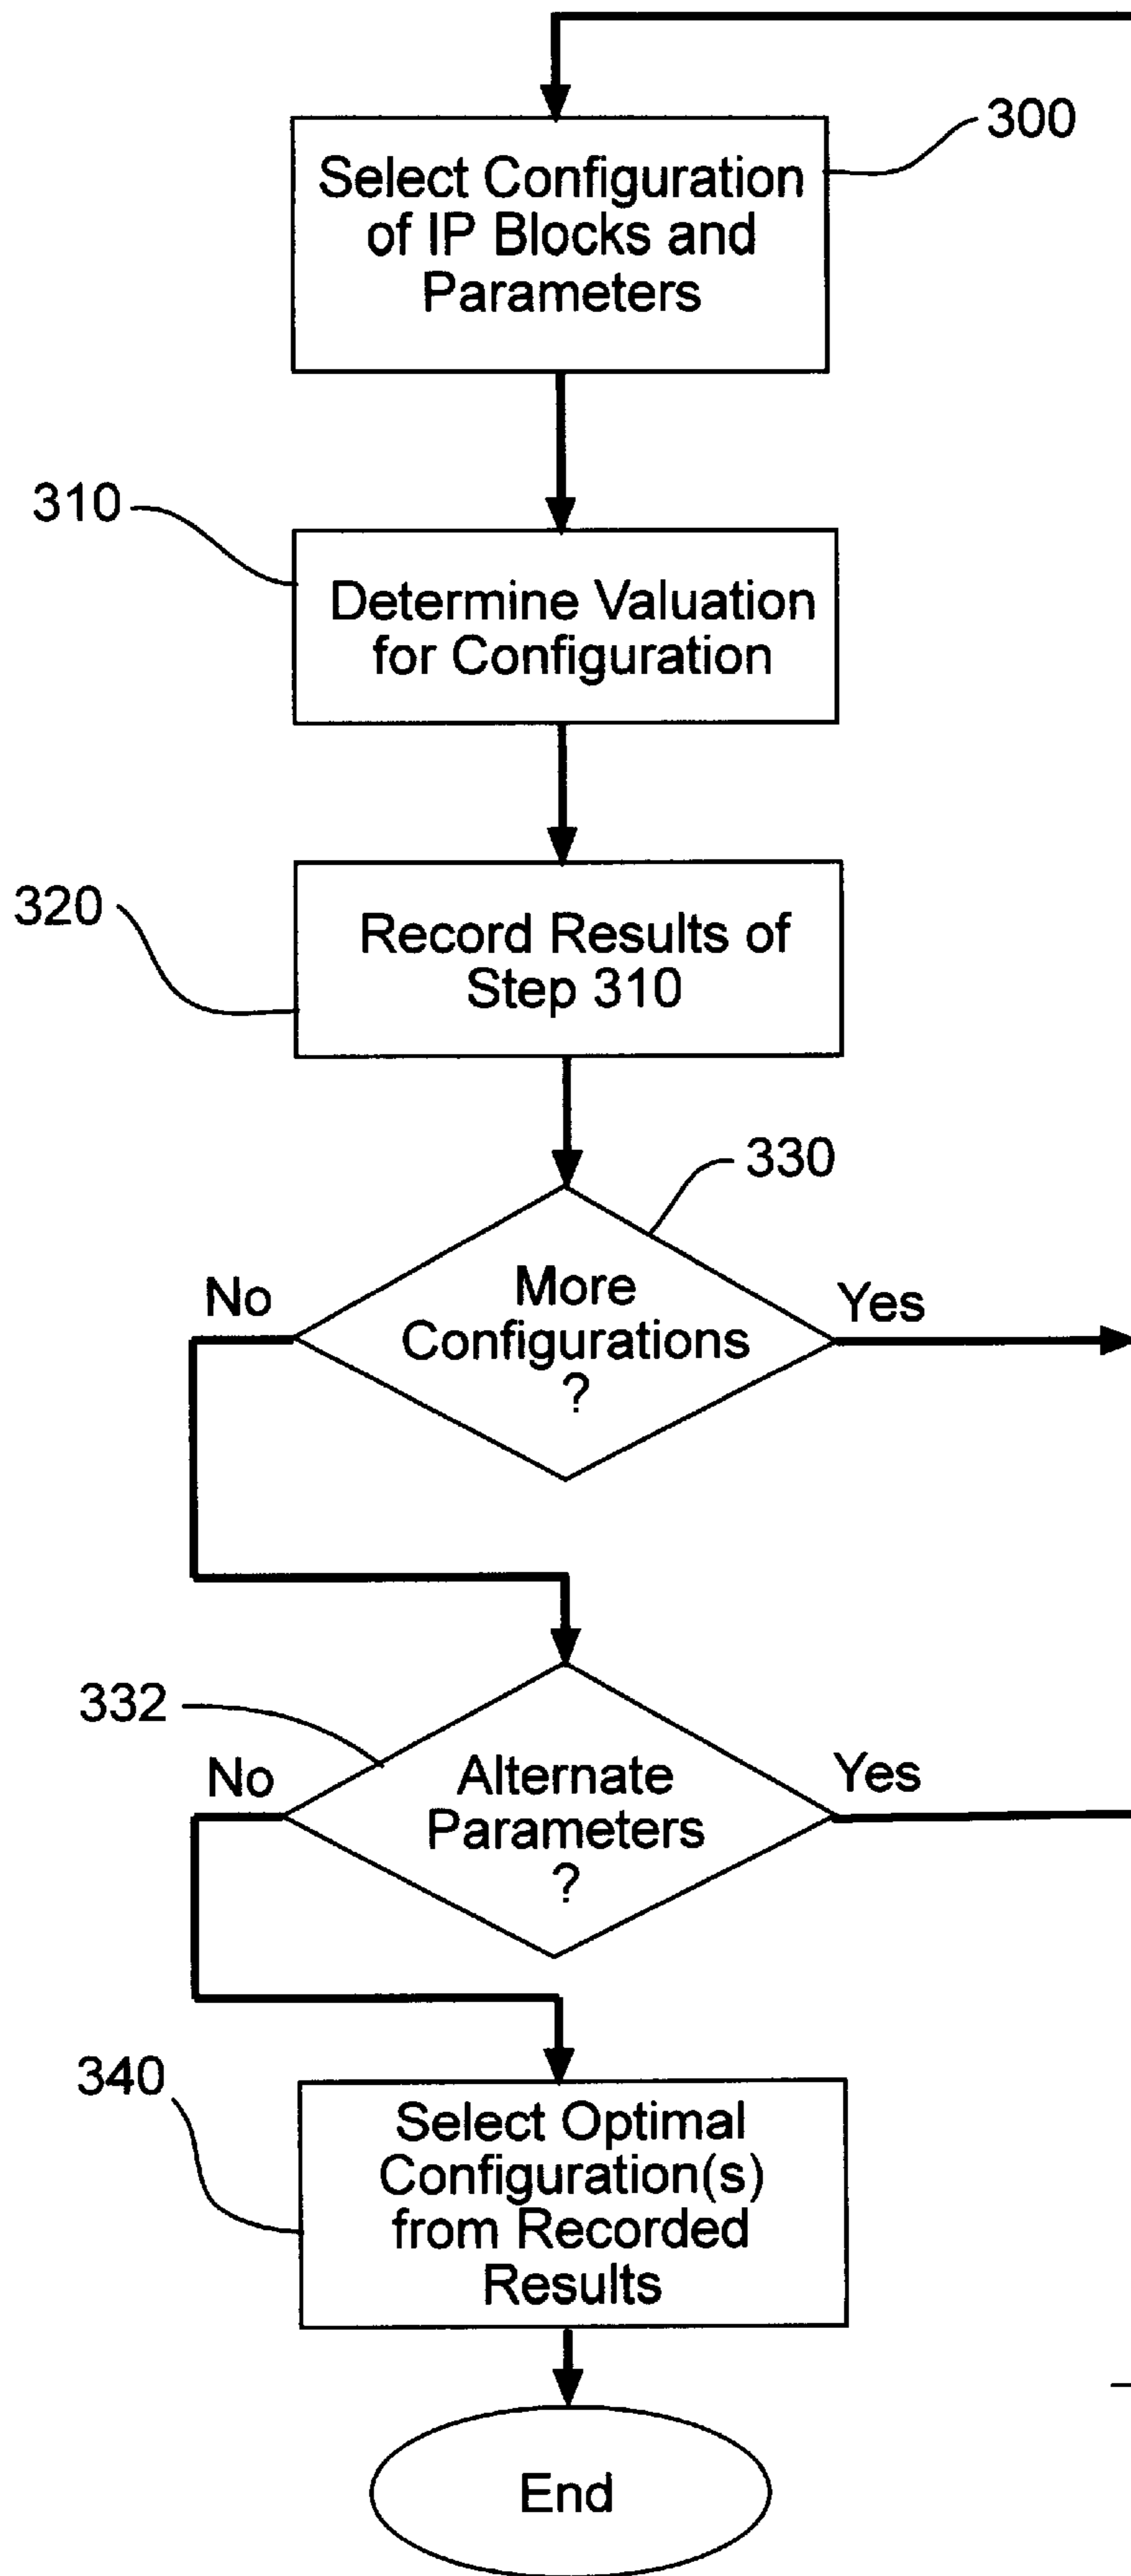 300
Select Configuration
of IP Blocks and
Parameters
310
Determine Valuation
for Configuration
320
Record Results of
Step 310
330
No
More
Configurations
?
Yes
332
No
Alternate
Parameters
?
Yes
340
Select Optimal
Configuration(s)
from Recorded
Results
End